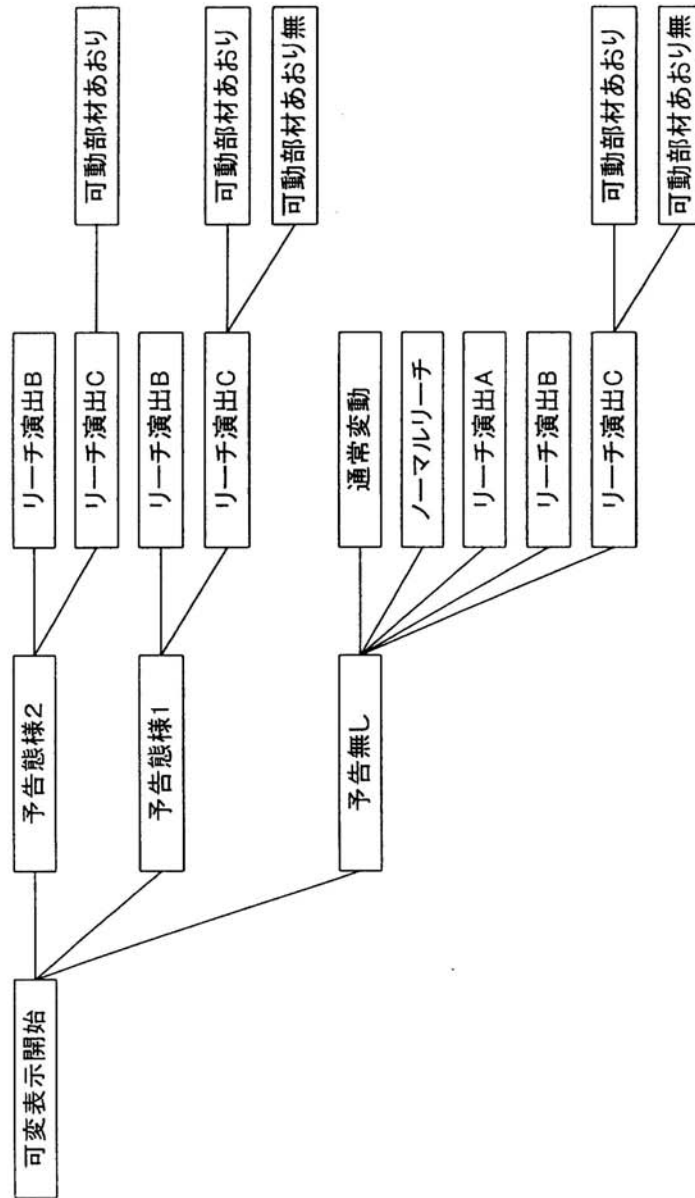 可変表示開始
予告態様2
リーチ演出B
リーチ演出C
可動部材あおり
予告態様1
リーチ演出B
リーチ演出C
可動部材あおり
可動部材あおり無
予告無し
通常変動
ノーマルリーチ
リーチ演出A
リーチ演出B
リーチ演出C
可動部材あおり
可動部材あおり無